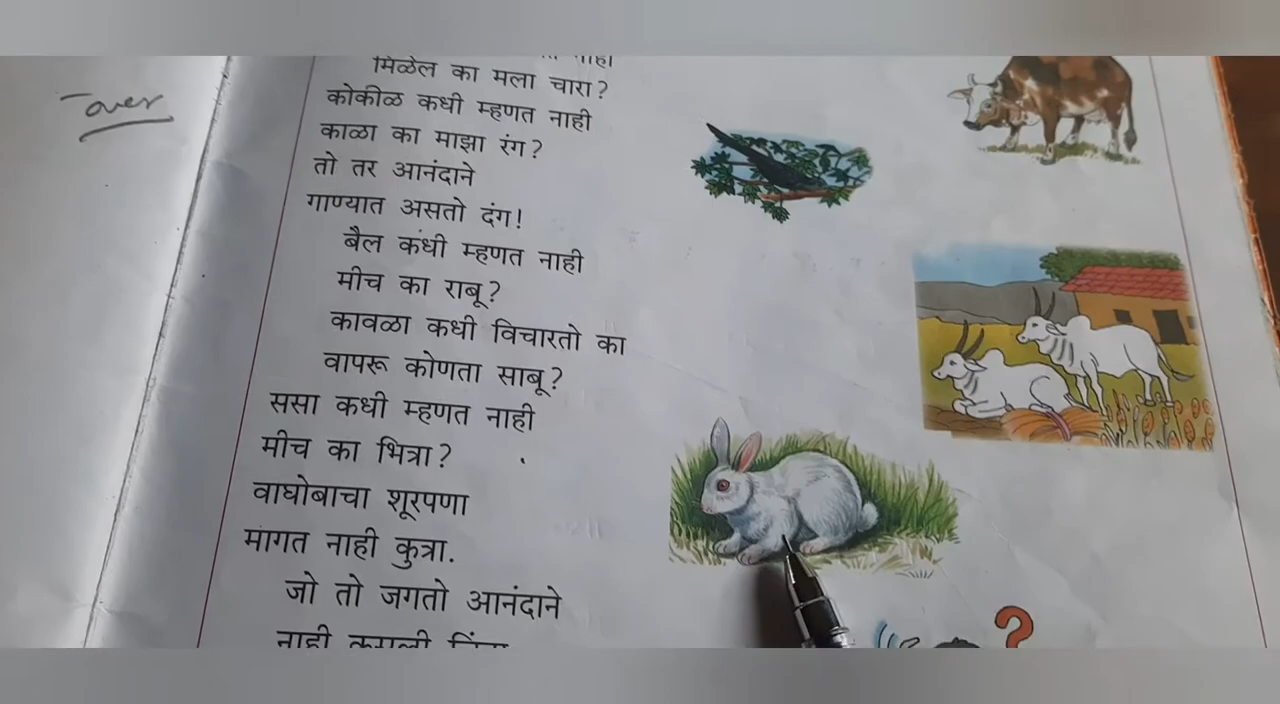 over
मिळेल का मला चारा?
कोकीळ कधी म्हणत नाही
काळा का माझा रंग?
तो तर आनंदाने
गाण्यात असतो दंग!
बैल कधी म्हणत नाही
मीच का राबू?
कावळा कधी विचारतो का
वापरू कोणता साबू?
ससा कधी म्हणत नाही
मीच का भित्रा?
वाघोबाचा शूरपणा
मागत नाही कुत्रा.
जो तो जगतो आनंदाने
नाही
?